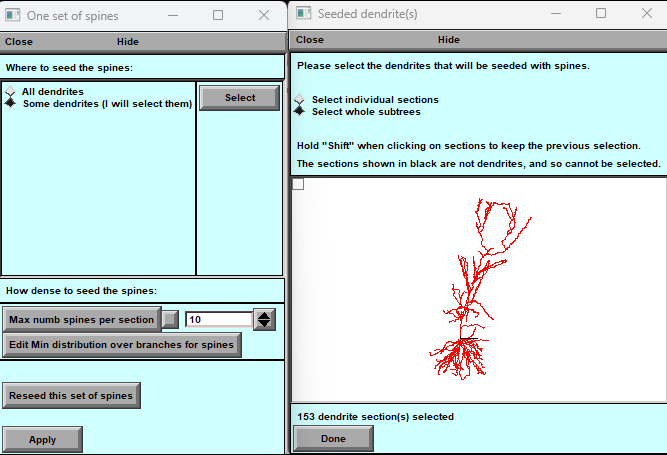 One set of spines
Close
Hide
Where to seed the spines:
All dendrites
Some dendrites (I will select them)
Select
How dense to seed the spines:
Max numb spines per section
10
Edit Min distribution over branches for spines
Reseed this set of spines
Apply
Seeded dendrite(s)
Close
Hide
Please select the dendrites that will be seeded with spines.
Select individual sections
Select whole subtrees
Hold "Shift" when clicking on sections to keep the previous selection.
The sections shown in black are not dendrites, and so cannot be selected.
153 dendrite section(s) selected
Done